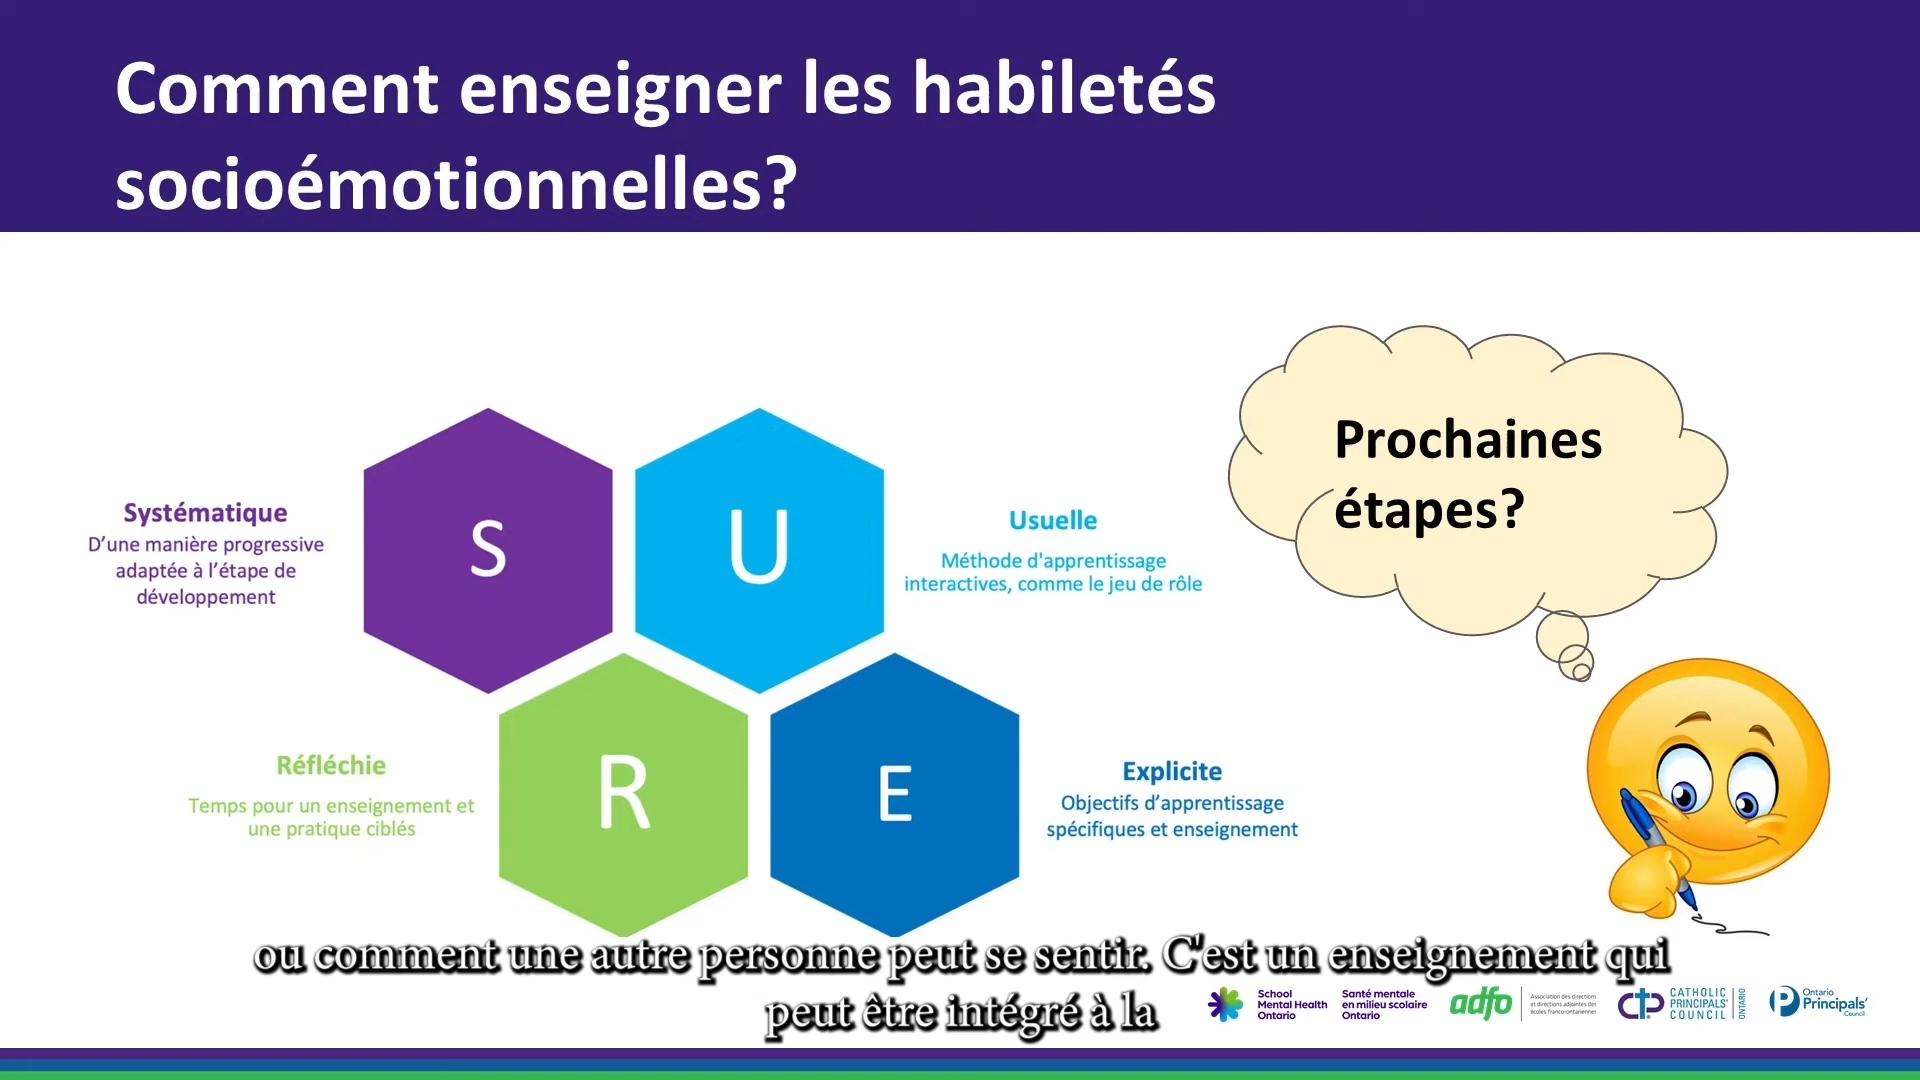 Comment enseigner les habiletés
socioémotionnelles?
Prochaines
étapes?
S
U
Systématique
D'une manière progressive
adaptée à l'étape de
développement
Usuelle
Méthode d'apprentissage
interactives, comme le jeu de rôle
R
E
Réfléchie
Temps pour un enseignement et
une pratique ciblés
Explicite
Objectifs d'apprentissage
spécifiques et enseignement
ou comment une autre personne peut se sentir. C'est un enseignement qui
peut être intégré à la
School
Mental Health
Ontario
Santé mentale
en milieu scolaire
Ontario
adfo
Association des directions
et directions adjointes des
écoles franco-ontariennes
CATHOLIC
PRINCIPALS'
COUNCIL
ONTARIO
Ontario
Principals'
Council